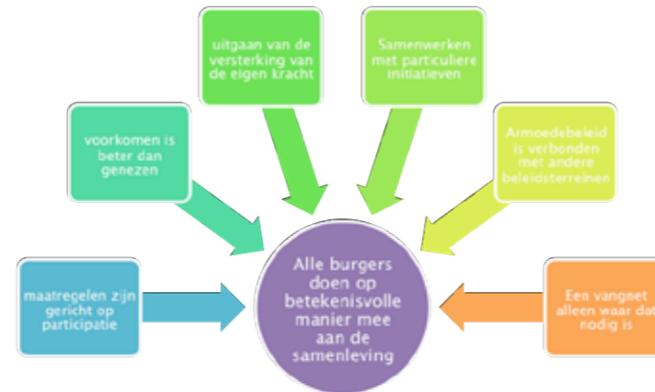 uitgaan van de
versterking van
de eigen kracht
Samenwerken
met particuliere
initiatieven
voorkomen is
beter dan
genezen
Armoedebeleid
is verbonden
met andere
beleidsterreinen
maatregelen zijn
gericht op
participatie
Alle burgers
doen op
betekenisvolle
manier mee
aan de
samenleving
Een vangnet
alleen waar dat
nodig is